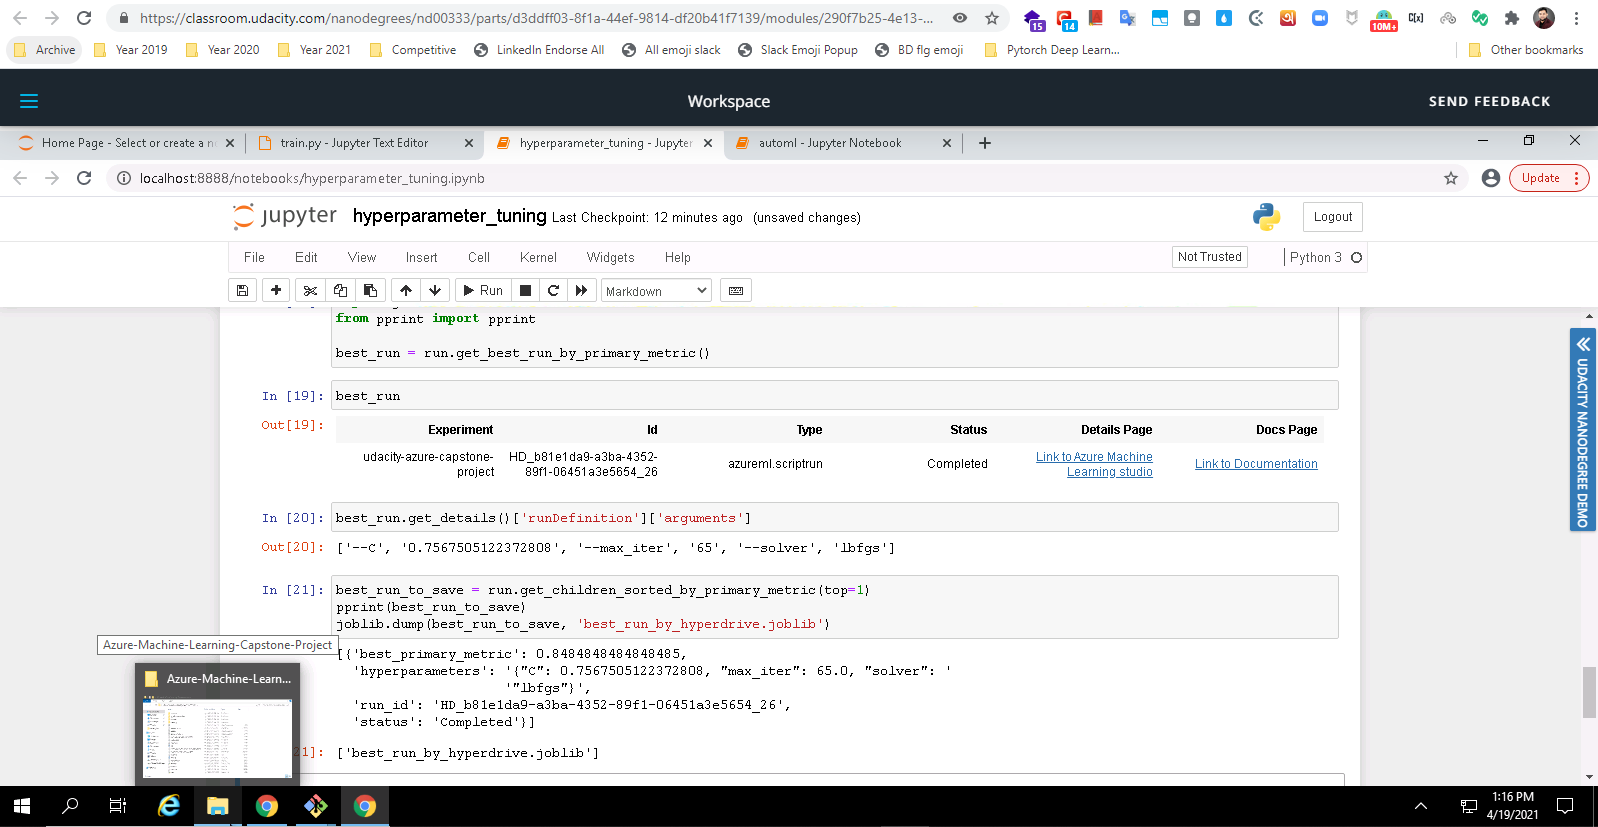 https://classroom.udacity.com/nanodegrees/nd00333/parts/d3ddff03-8f1a-44ef-9814-df20b41f7139/modules/290f7b25-4e13-...
15
14
10M+
C[x]
Archive
Year 2019
Year 2020
Year 2021
Competitive
LinkedIn Endorse All
All emoji slack
Slack Emoji Popup
BD flg emoji
Pytorch Deep Learn...
Other bookmarks
Workspace
SEND FEEDBACK
Home Page - Select or create a n
train.py - Jupyter Text Editor
hyperparameter_tuning - Jupyter
automl - Jupyter Notebook
localhost:8888/notebooks/hyperparameter_tuning.ipynb
Update
jupyter hyperparameter_tuning Last Checkpoint: 12 minutes ago (unsaved changes)
Logout
File Edit View Insert Cell Kernel Widgets Help
Not Trusted
Python 3
Run
Markdown
from pprint import pprint
best_run = run.get_best_run_by_primary_metric()
In [19]: best_run
Out[19]:
Experiment Id Type Status Details Page Docs Page
udacity-azure-capstone-project HD_b81e1da9-a3ba-4352-89f1-06451a3e5654_26 azureml.scriptrun Completed Link to Azure Machine Learning studio Link to Documentation
In [20]: best_run.get_details()['runDefinition']['arguments']
Out[20]: ['--C', '0.7567505122372808', '--max_iter', '65', '--solver', 'lbfgs']
In [21]: best_run_to_save = run.get_children_sorted_by_primary_metric(top=1)
pprint(best_run_to_save)
joblib.dump(best_run_to_save, 'best_run_by_hyperdrive.joblib')
[{'best_primary_metric': 0.8484848484848485,
'hyperparameters': '{"C": 0.7567505122372808, "max_iter": 65.0, "solver": '
'"lbfgs"}',
'run_id': 'HD_b81e1da9-a3ba-4352-89f1-06451a3e5654_26',
'status': 'Completed'}]
21]: ['best_run_by_hyperdrive.joblib']
Azure-Machine-Learning-Capstone-Project
Azure-Machine-Learn...
UDACITY NANODEGREE DEMO
1:16 PM
4/19/2021